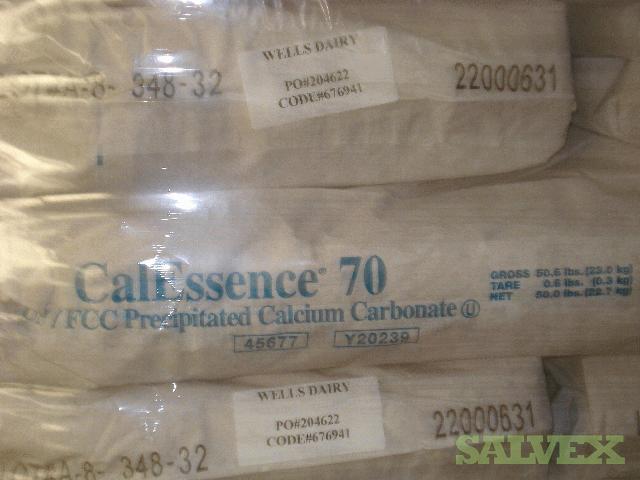 -8- 348-32
WELLS DAIRY
PO#204622
CODE#676941
22000631
CalEssence® 70
/FCC Precipitated Calcium Carbonate Ⓤ
45677 Y20239
GROSS 50.6 lbs. (23.0 kg)
TARE 0.6 lbs. (0.3 kg)
NET 50.0 lbs. (22.7 kg)
-8- 348-32
WELLS DAIRY
PO#204622
CODE#676941
22000631
SALVEX